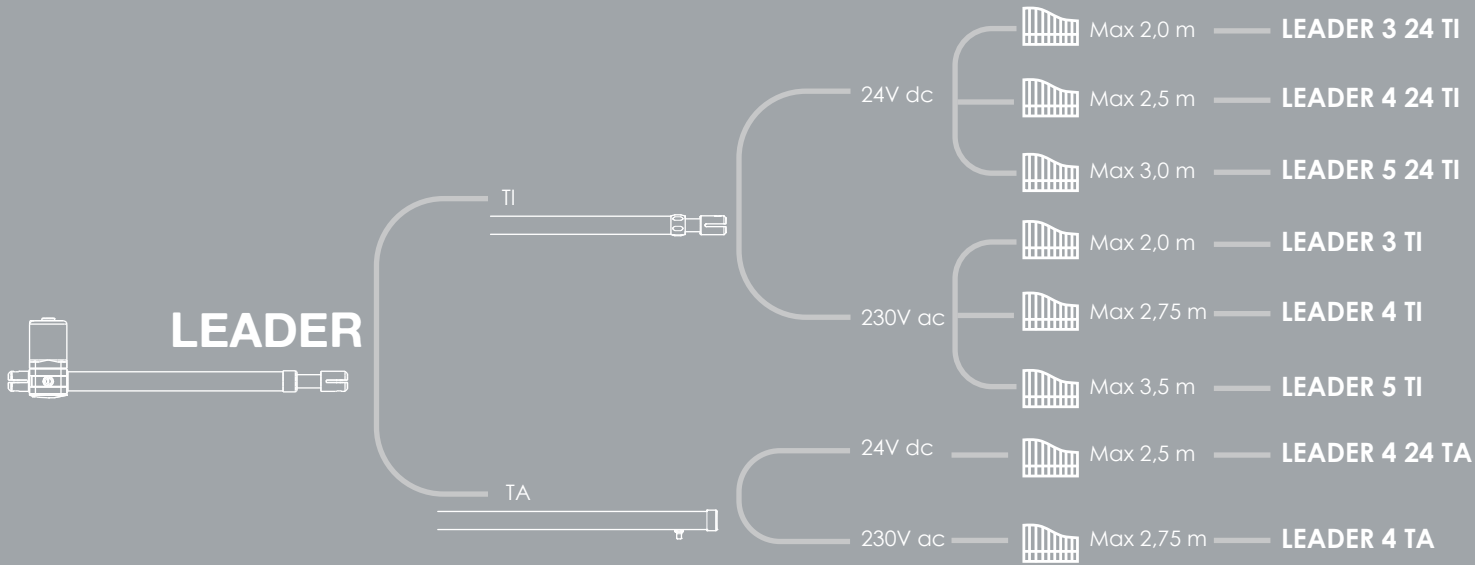 Max 2,0 m LEADER 3 24 TI
24V dc
Max 2,5 m LEADER 4 24 TI
Max 3,0 m LEADER 5 24 TI
TI
Max 2,0 m LEADER 3 TI
LEADER
230V ac
Max 2,75 m LEADER 4 TI
Max 3,5 m LEADER 5 TI
24V dc Max 2,5 m LEADER 4 24 TA
TA
230V ac Max 2,75 m LEADER 4 TA